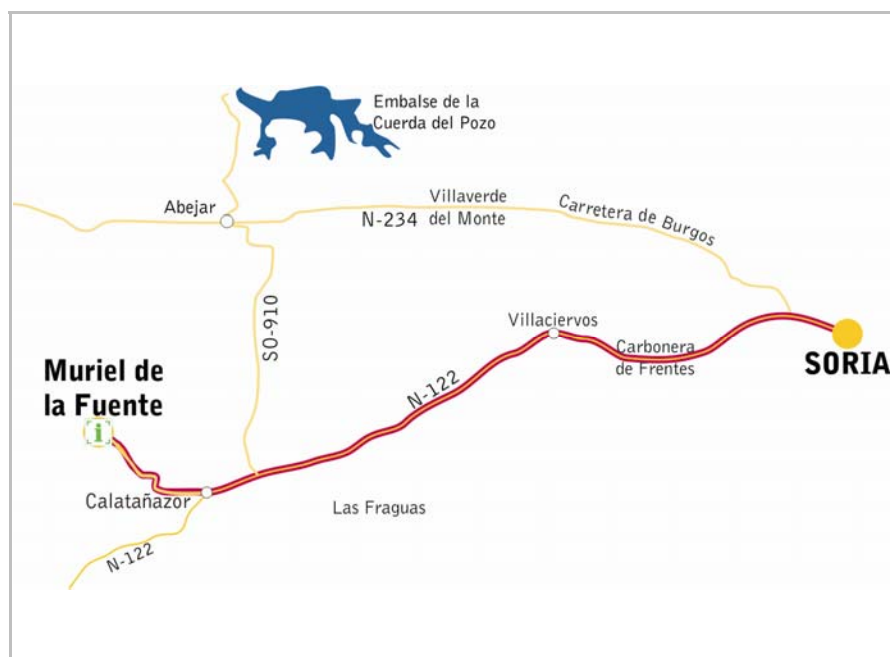 Embalse de la
Cuerda del Pozo
Abejar
Villaverde
del Monte
N-234
Carretera de Burgos
SO-910
Villaciervos
Carbonera
de Frentes
SORIA
Muriel de
la Fuente
i
N-122
Calatañazor
Las Fraguas
N-122